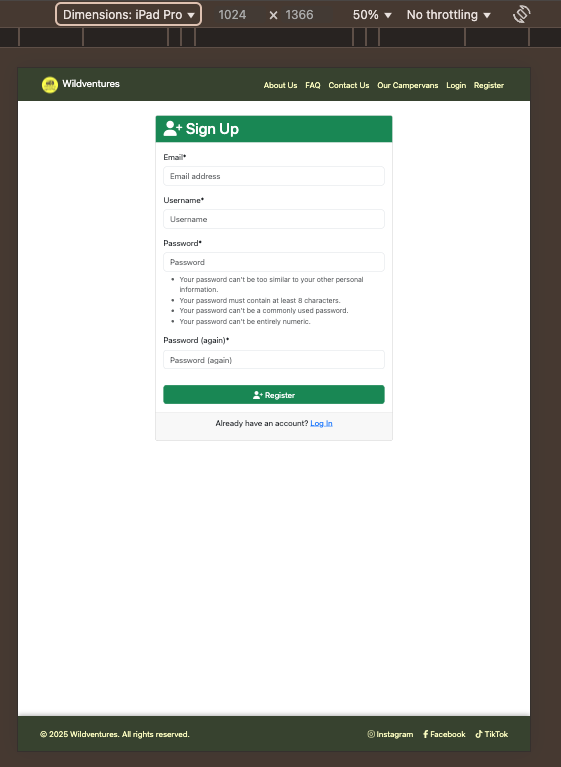 Dimensions: iPad Pro ▼ 1024 × 1366 50% ▼ No throttling ▼
Wildventures About Us FAQ Contact Us Our Campervans Login Register
Sign Up
Email*
Email address
Username*
Username
Password*
Password
• Your password can't be too similar to your other personal
information.
• Your password must contain at least 8 characters.
• Your password can't be a commonly used password.
• Your password can't be entirely numeric.
Password (again)*
Password (again)
Register
Already have an account? Log In
© 2025 Wildventures. All rights reserved. Instagram Facebook TikTok